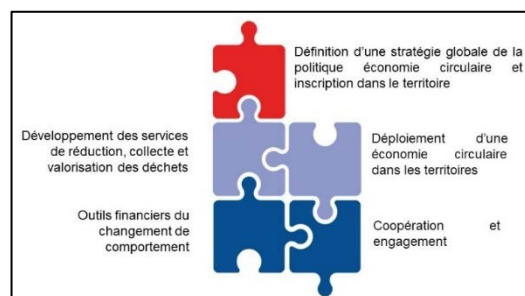 Définition d'une stratégie globale de la
politique économie circulaire et
inscription dans le territoire
Développement des services
de réduction, collecte et
valorisation des déchets
Déploiement d'une
économie circulaire
dans les territoires
Outils financiers du
changement de
comportement
Coopération et
engagement